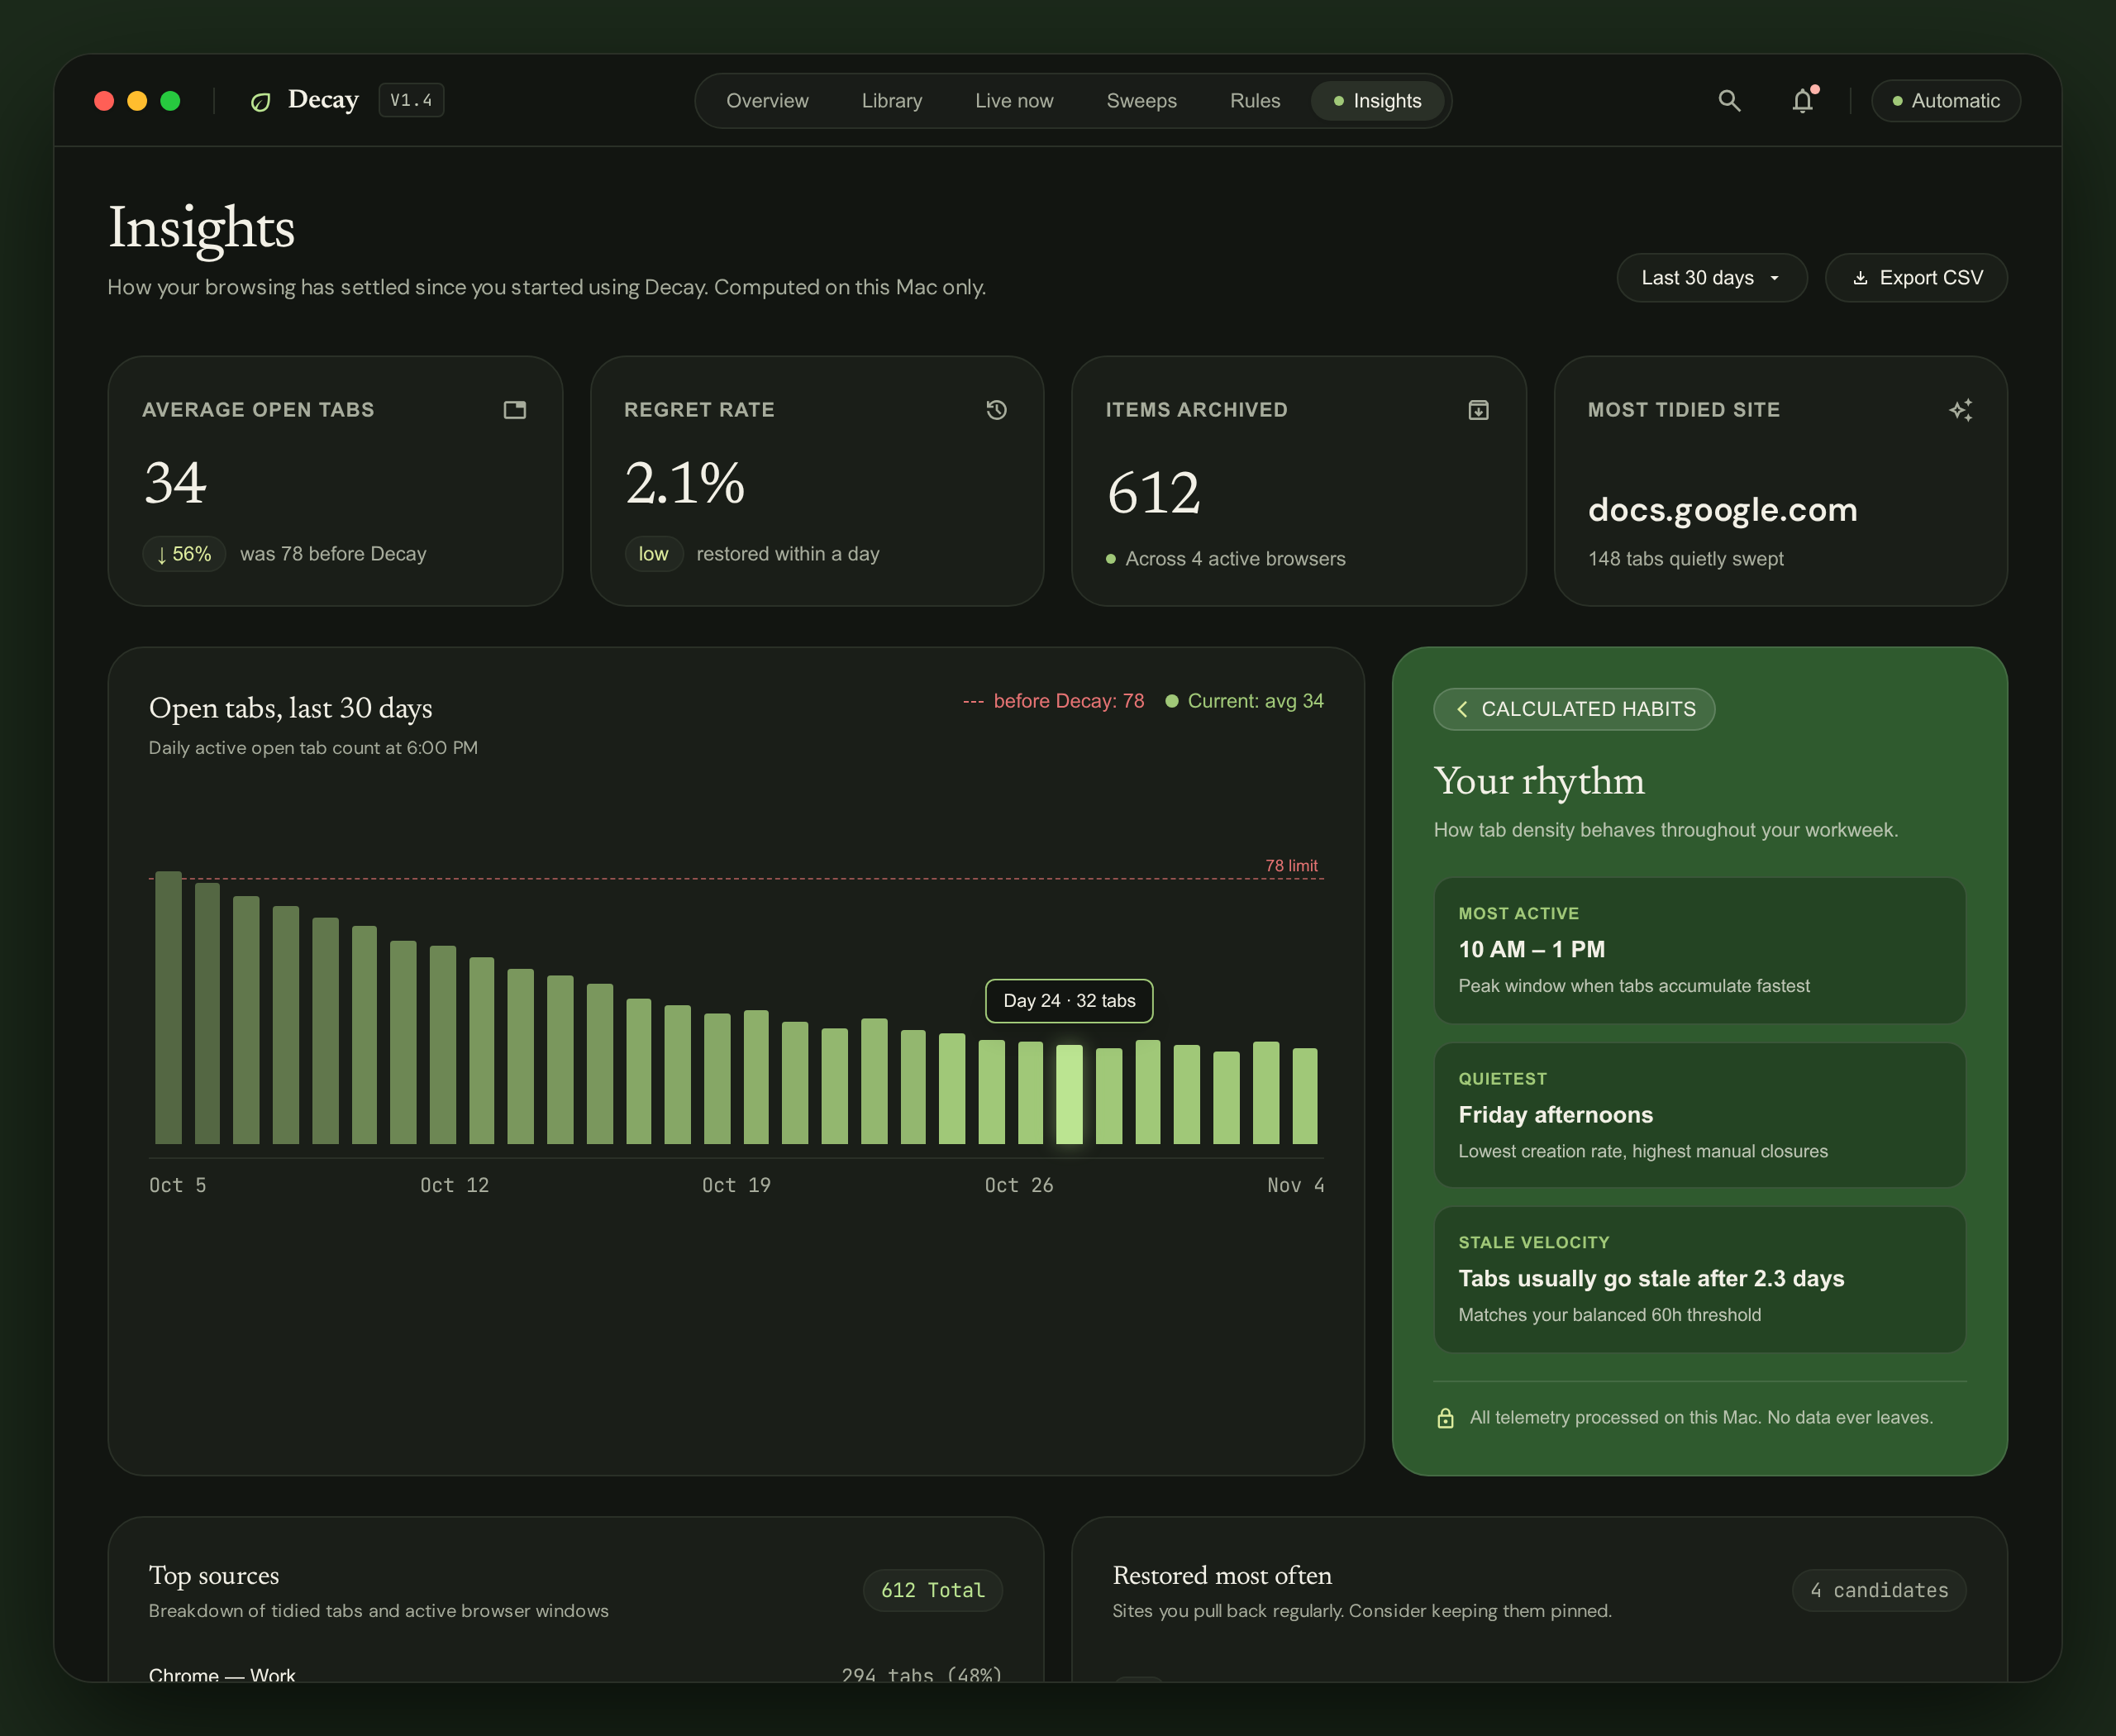 Decay
V1.4
Overview
Library
Live now
Sweeps
Rules
Insights
Automatic
Insights
How your browsing has settled since you started using Decay. Computed on this Mac only.
Last 30 days
Export CSV
AVERAGE OPEN TABS
34
↓ 56%
was 78 before Decay
REGRET RATE
2.1%
low
restored within a day
ITEMS ARCHIVED
612
Across 4 active browsers
MOST TIDIED SITE
docs.google.com
148 tabs quietly swept
Open tabs, last 30 days
Daily active open tab count at 6:00 PM
--- before Decay: 78
Current: avg 34
78 limit
Day 24 · 32 tabs
Oct 5
Oct 12
Oct 19
Oct 26
Nov 4
CALCULATED HABITS
Your rhythm
How tab density behaves throughout your workweek.
MOST ACTIVE
10 AM – 1 PM
Peak window when tabs accumulate fastest
QUIETEST
Friday afternoons
Lowest creation rate, highest manual closures
STALE VELOCITY
Tabs usually go stale after 2.3 days
Matches your balanced 60h threshold
All telemetry processed on this Mac. No data ever leaves.
Top sources
Breakdown of tidied tabs and active browser windows
612 Total
Chrome — Work
294 tabs (48%)
Restored most often
Sites you pull back regularly. Consider keeping them pinned.
4 candidates